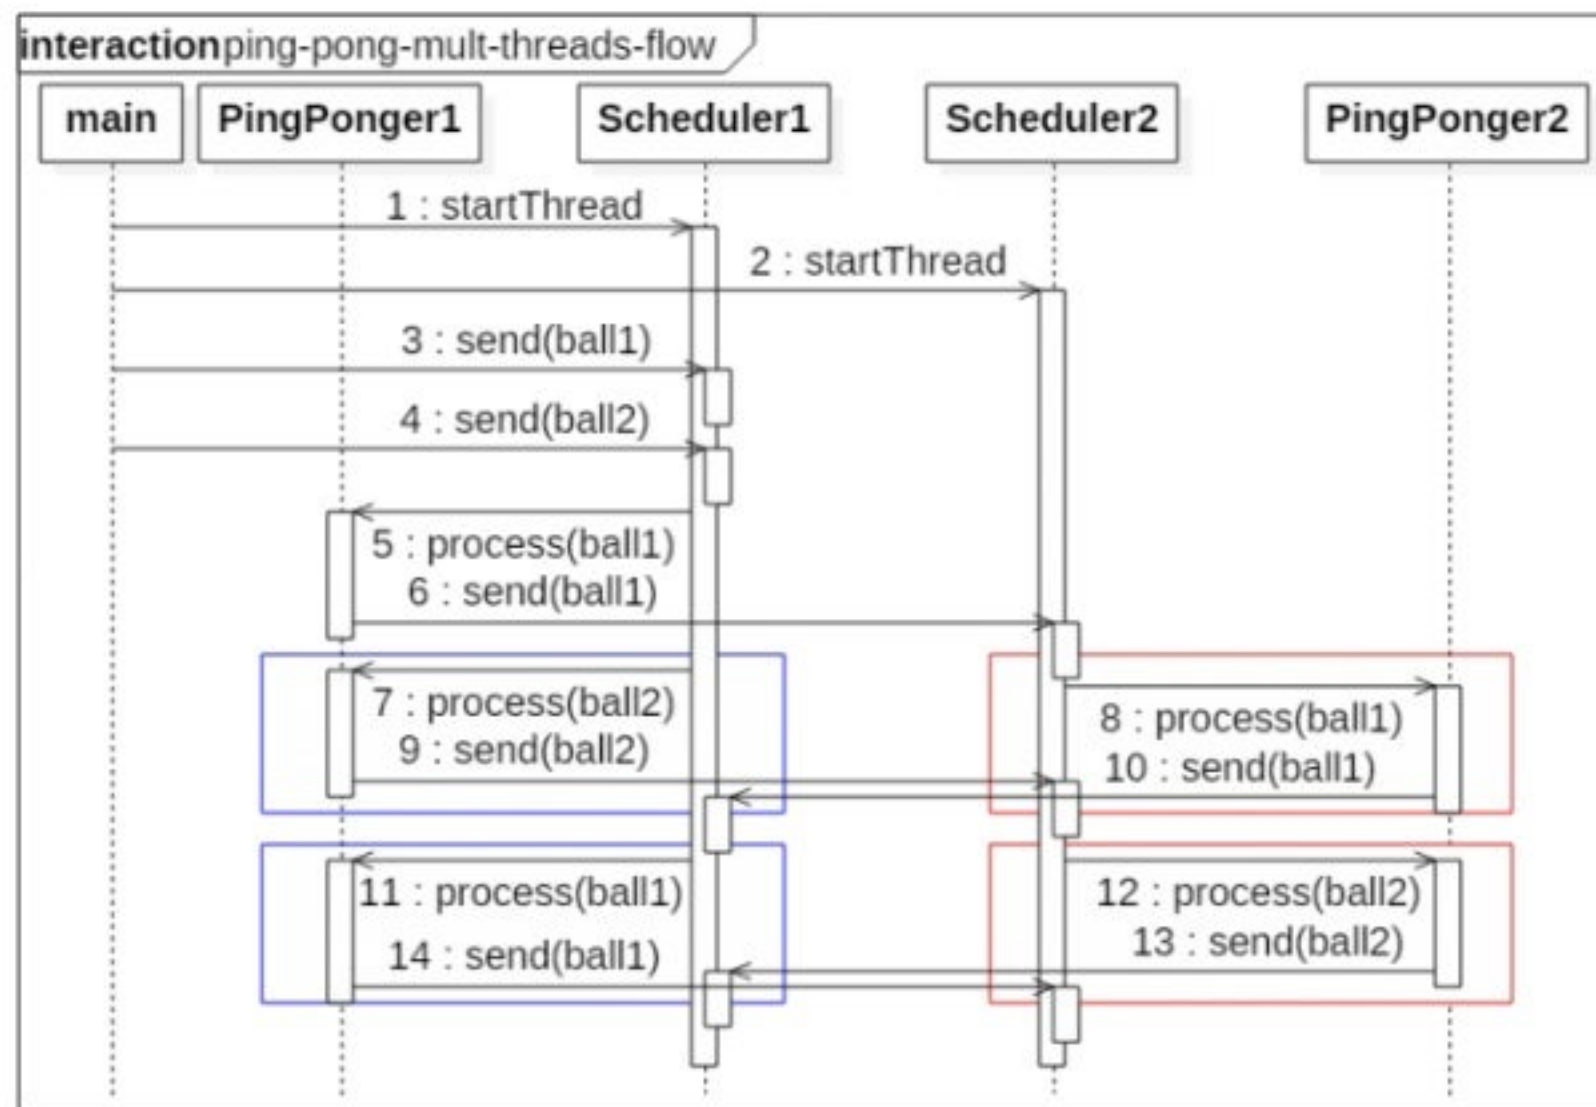 interactionping-pong-mult-threads-flow
main
PingPonger1
Scheduler1
Scheduler2
PingPonger2
1 : startThread
2 : startThread
3 : send(ball1)
4 : send(ball2)
5 : process(ball1)
6 : send(ball1)
7 : process(ball2)
8 : process(ball1)
9 : send(ball2)
10 : send(ball1)
11 : process(ball1)
12 : process(ball2)
13 : send(ball2)
14 : send(ball1)